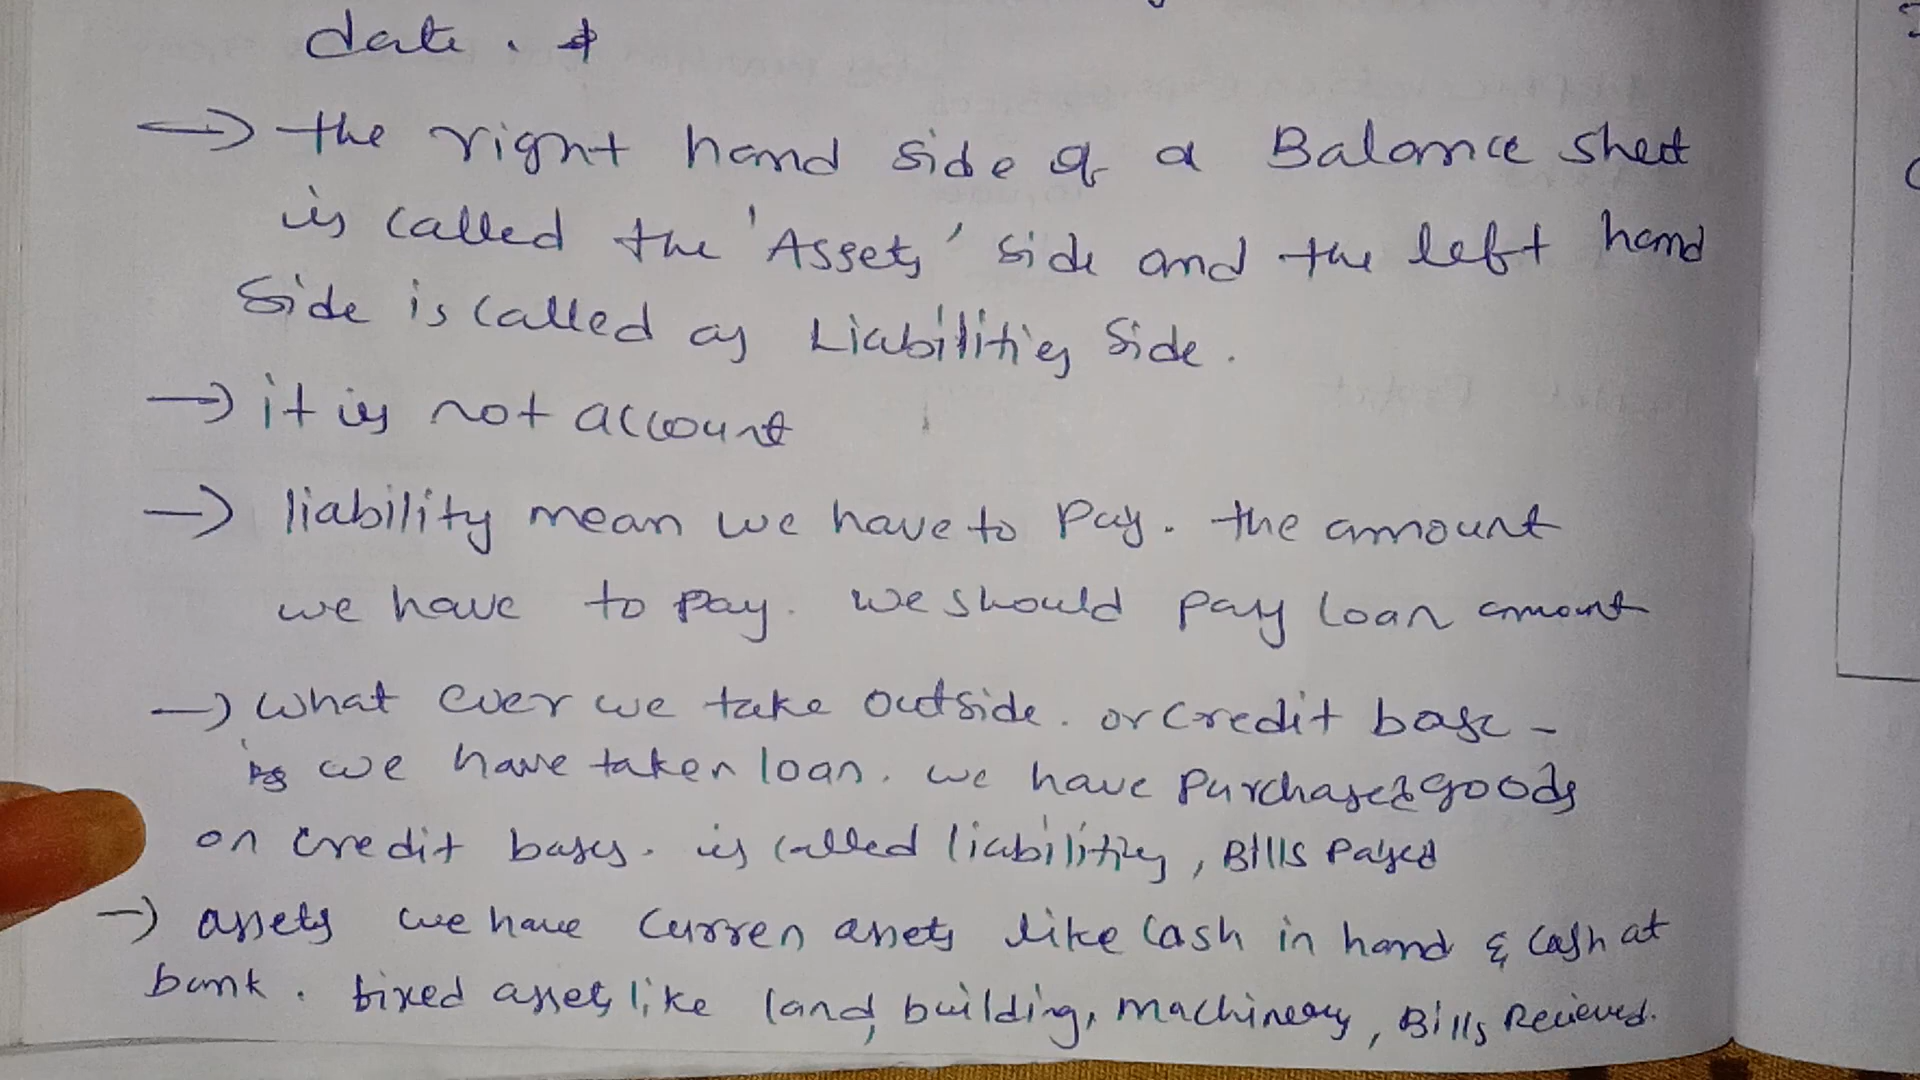 date.
→ the right hand side of a Balance sheet
is called the 'Assets' side and the left hand
side is called as Liabilities Side.
→ it is not account
→ liability mean we have to pay. the amount
we have to pay. we should pay loan amount
→ what ever we take outside. or credit base -
we have taken loan. we have purchased goods
on credit bases. is called liabilities, Bills Payed
→ assets we have curren assets like cash in hand & cash at
bank. fixed assets like land, building, machinery, Bills Recieved.